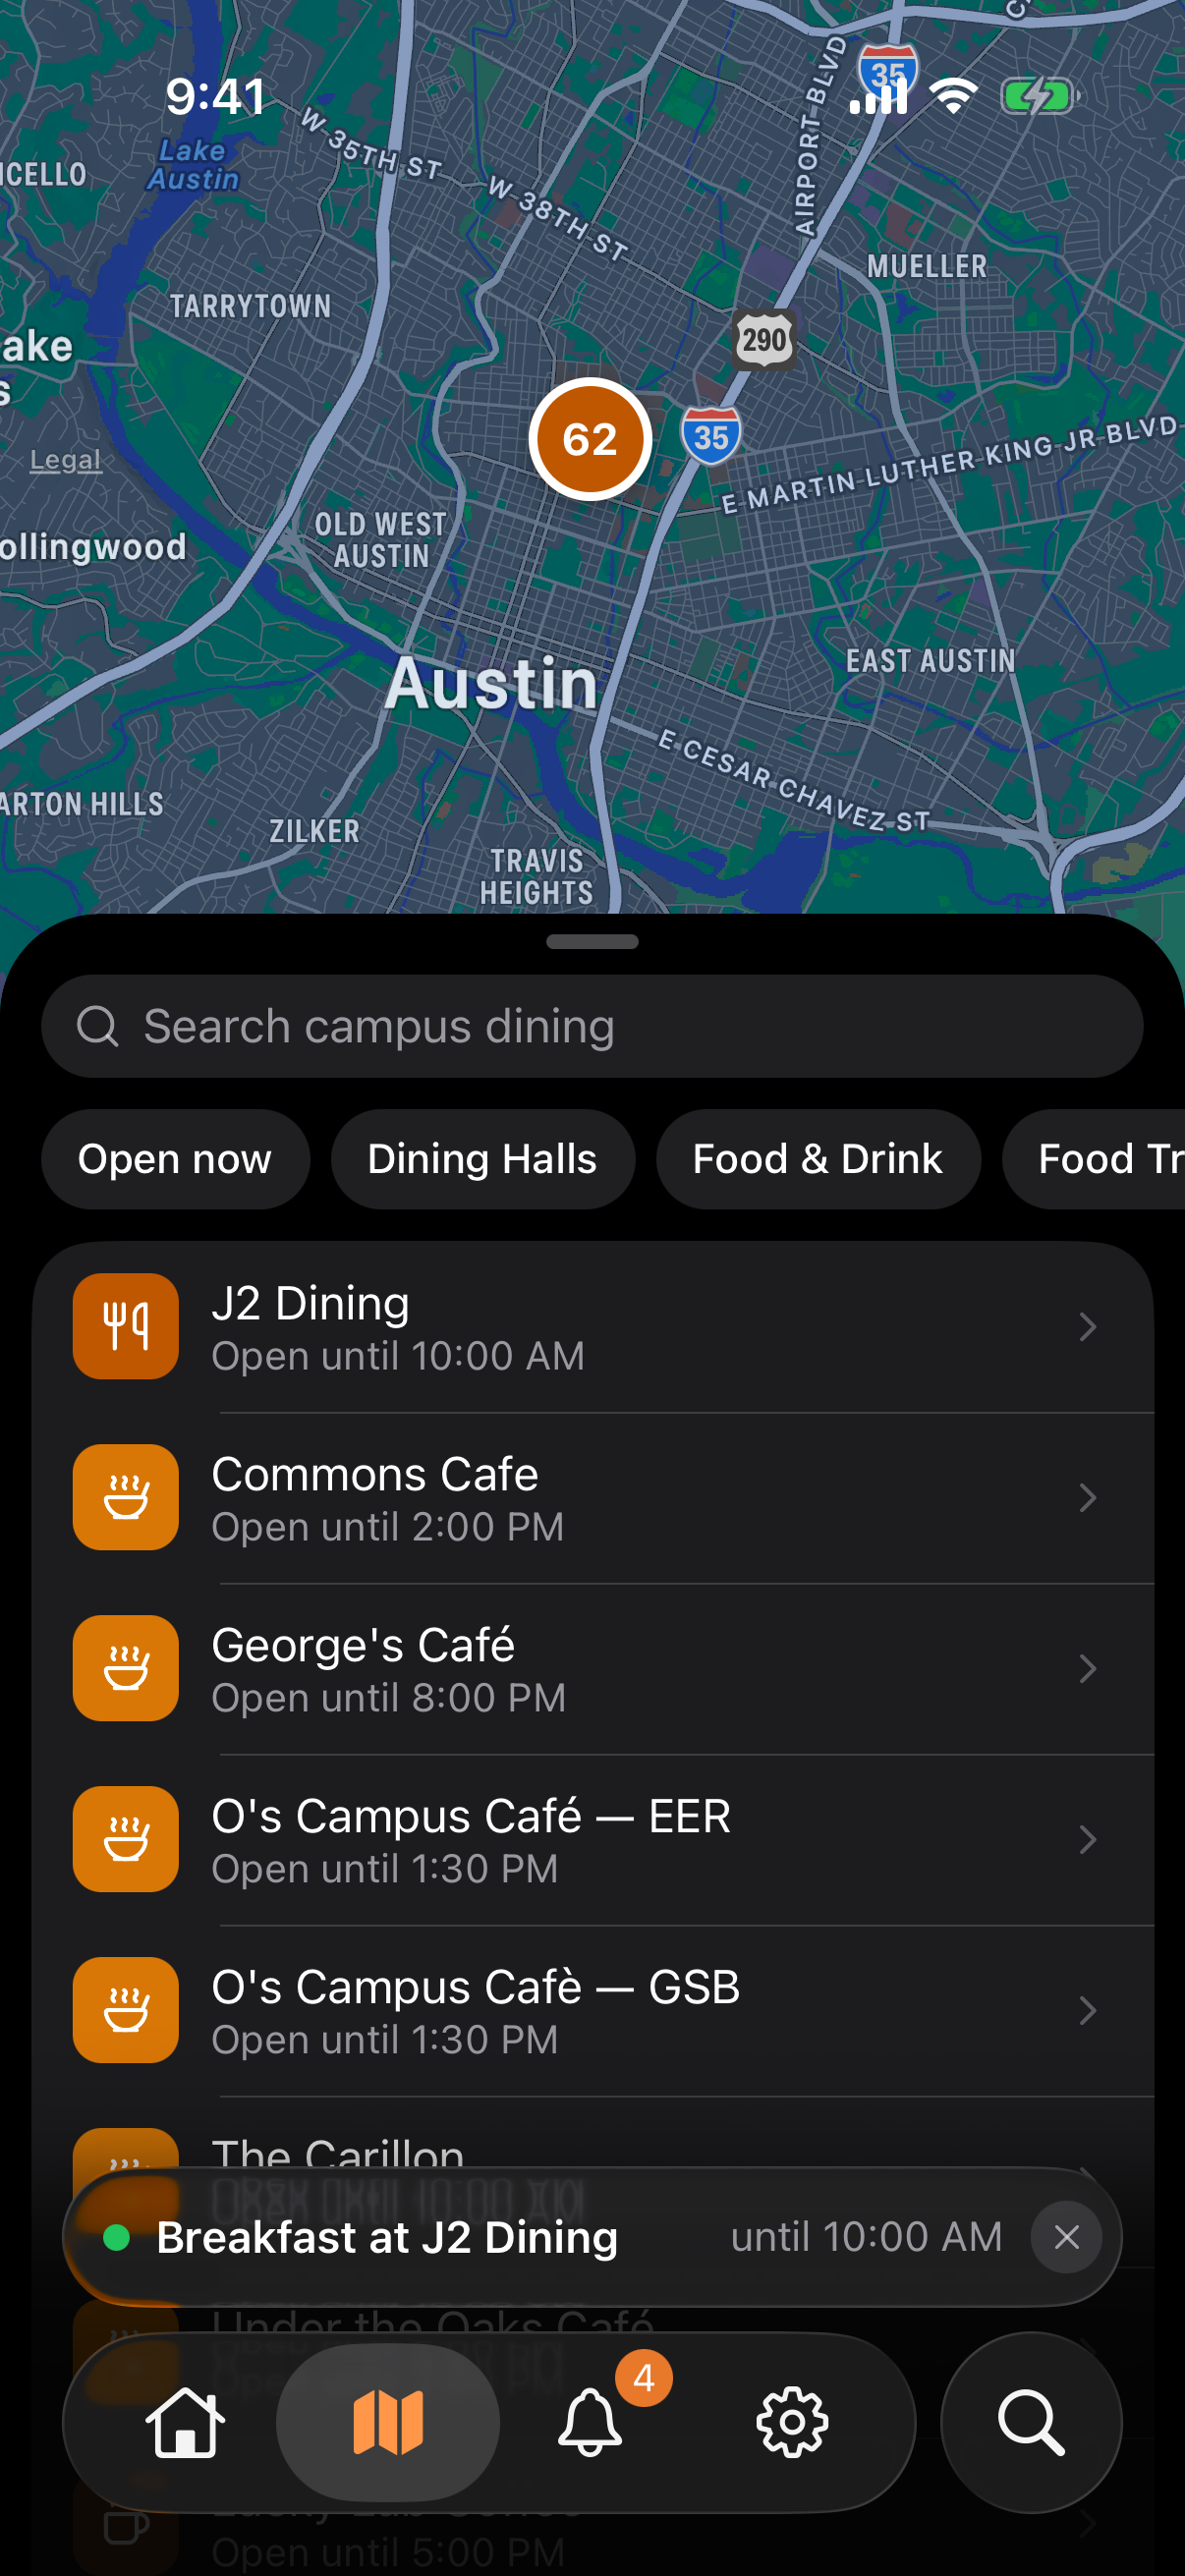 9:41
35
AIRPORT BLVD
Lake
Austin
ICELLO
W 35TH ST
W 38TH ST
MUELLER
TARRYTOWN
290
ake
s
62
35
Legal
E MARTIN LUTHER KING JR BLVD
OLD WEST
AUSTIN
ollingwood
Austin
EAST AUSTIN
E CESAR CHAVEZ ST
ARTON HILLS
ZILKER
TRAVIS
HEIGHTS
Search campus dining
Open now
Dining Halls
Food & Drink
Food Tr
J2 Dining
Open until 10:00 AM
Commons Cafe
Open until 2:00 PM
George's Café
Open until 8:00 PM
O's Campus Café — EER
Open until 1:30 PM
O's Campus Cafè — GSB
Open until 1:30 PM
The Carillon
Breakfast at J2 Dining
until 10:00 AM
Under the Oaks Café
4
Open until 5:00 PM